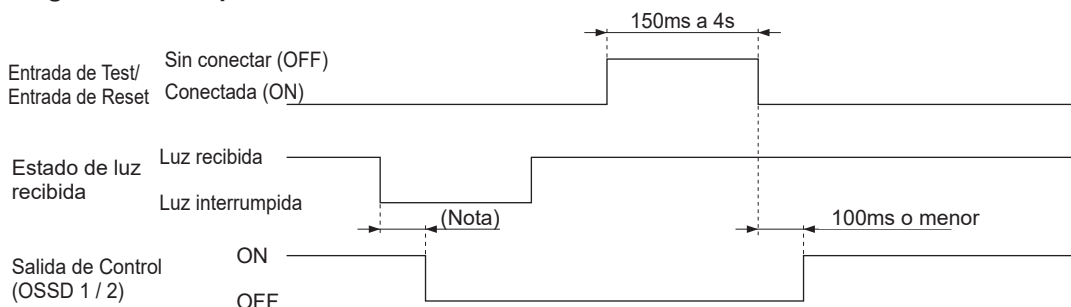 150ms a 4s
Entrada de Test/
Entrada de Reset
Sin conectar (OFF)
Conectada (ON)
Estado de luz
recibida
Luz recibida
Luz interrumpida
(Nota)
100ms o menor
Salida de Control
(OSSD 1 / 2)
ON
OFF